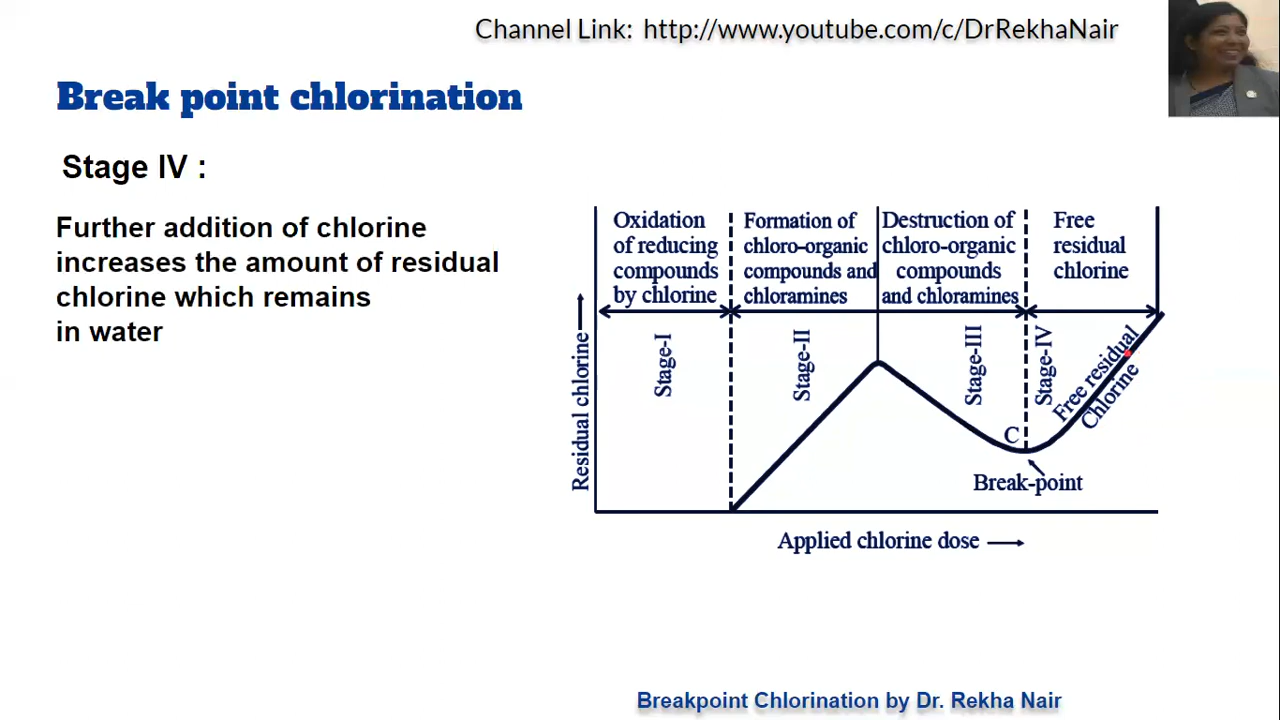 Channel Link: http://www.youtube.com/c/DrRekhaNair
Break point chlorination
Stage IV :
Further addition of chlorine
increases the amount of residual
chlorine which remains
in water
Oxidation
of reducing
compounds
by chlorine
Formation of
chloro-organic
compounds and
chloramines
Destruction of
chloro-organic
compounds
and chloramines
Free
residual
chlorine
Residual chlorine
Stage-I
Stage-II
Stage-III
Stage-IV
Free residual
Chlorine
C
Break-point
Applied chlorine dose
Breakpoint Chlorination by Dr. Rekha Nair